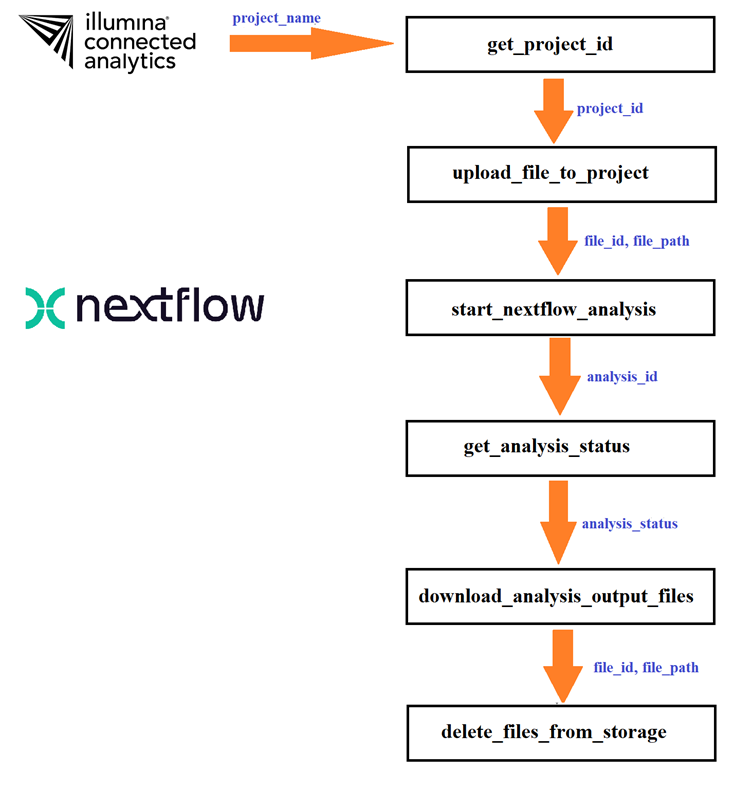 illumina®
connected
analytics
project_name
get_project_id
project_id
upload_file_to_project
file_id, file_path
nextflow
start_nextflow_analysis
analysis_id
get_analysis_status
analysis_status
download_analysis_output_files
file_id, file_path
delete_files_from_storage